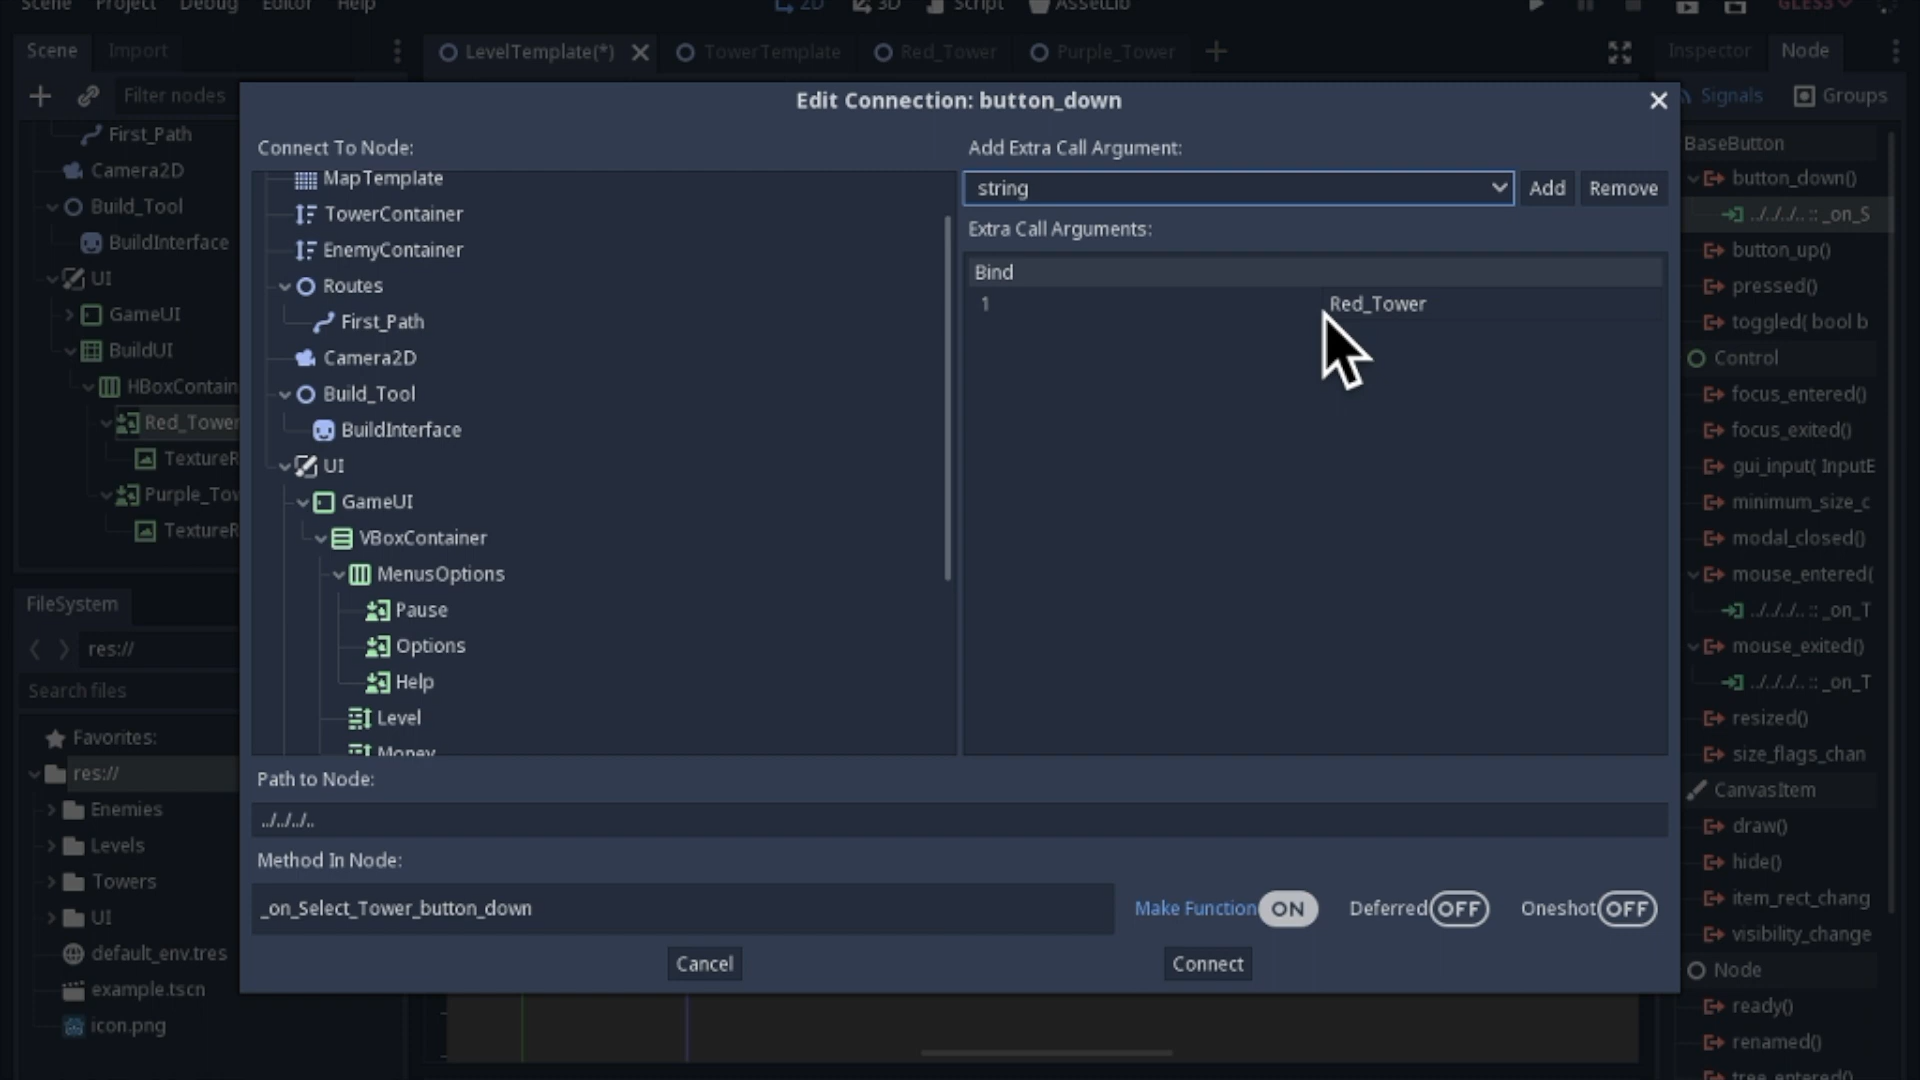 Scene Project Debug Editor Help 2D 3D Script AssetLib GLES3
Scene Import LevelTemplate(*) TowerTemplate Red_Tower Purple_Tower Inspector Node
Filter nodes
Signals Groups
First_Path
Camera2D
Build_Tool
BuildInterface
UI
GameUI
BuildUI
HBoxContain
Red_Tower
TextureR
Purple_Tow
TextureR
FileSystem
res://
Search files
Favorites:
res://
Enemies
Levels
Towers
UI
default_env.tres
example.tscn
icon.png
Edit Connection: button_down
Connect To Node:
MapTemplate
TowerContainer
EnemyContainer
Routes
First_Path
Camera2D
Build_Tool
BuildInterface
UI
GameUI
VBoxContainer
MenusOptions
Pause
Options
Help
Level
Money
Add Extra Call Argument:
string Add Remove
Extra Call Arguments:
Bind
1 Red_Tower
Path to Node:
../../../..
Method In Node:
_on_Select_Tower_button_down
Make Function ON Deferred OFF Oneshot OFF
Cancel Connect
BaseButton
button_down()
../../../.. :: _on_S
button_up()
pressed()
toggled( bool b
Control
focus_entered()
focus_exited()
gui_input( InputE
minimum_size_c
modal_closed()
mouse_entered(
../../../.. :: _on_T
mouse_exited()
../../../.. :: _on_T
resized()
size_flags_chan
CanvasItem
draw()
hide()
item_rect_chang
visibility_change
Node
ready()
renamed()
tree_entered()